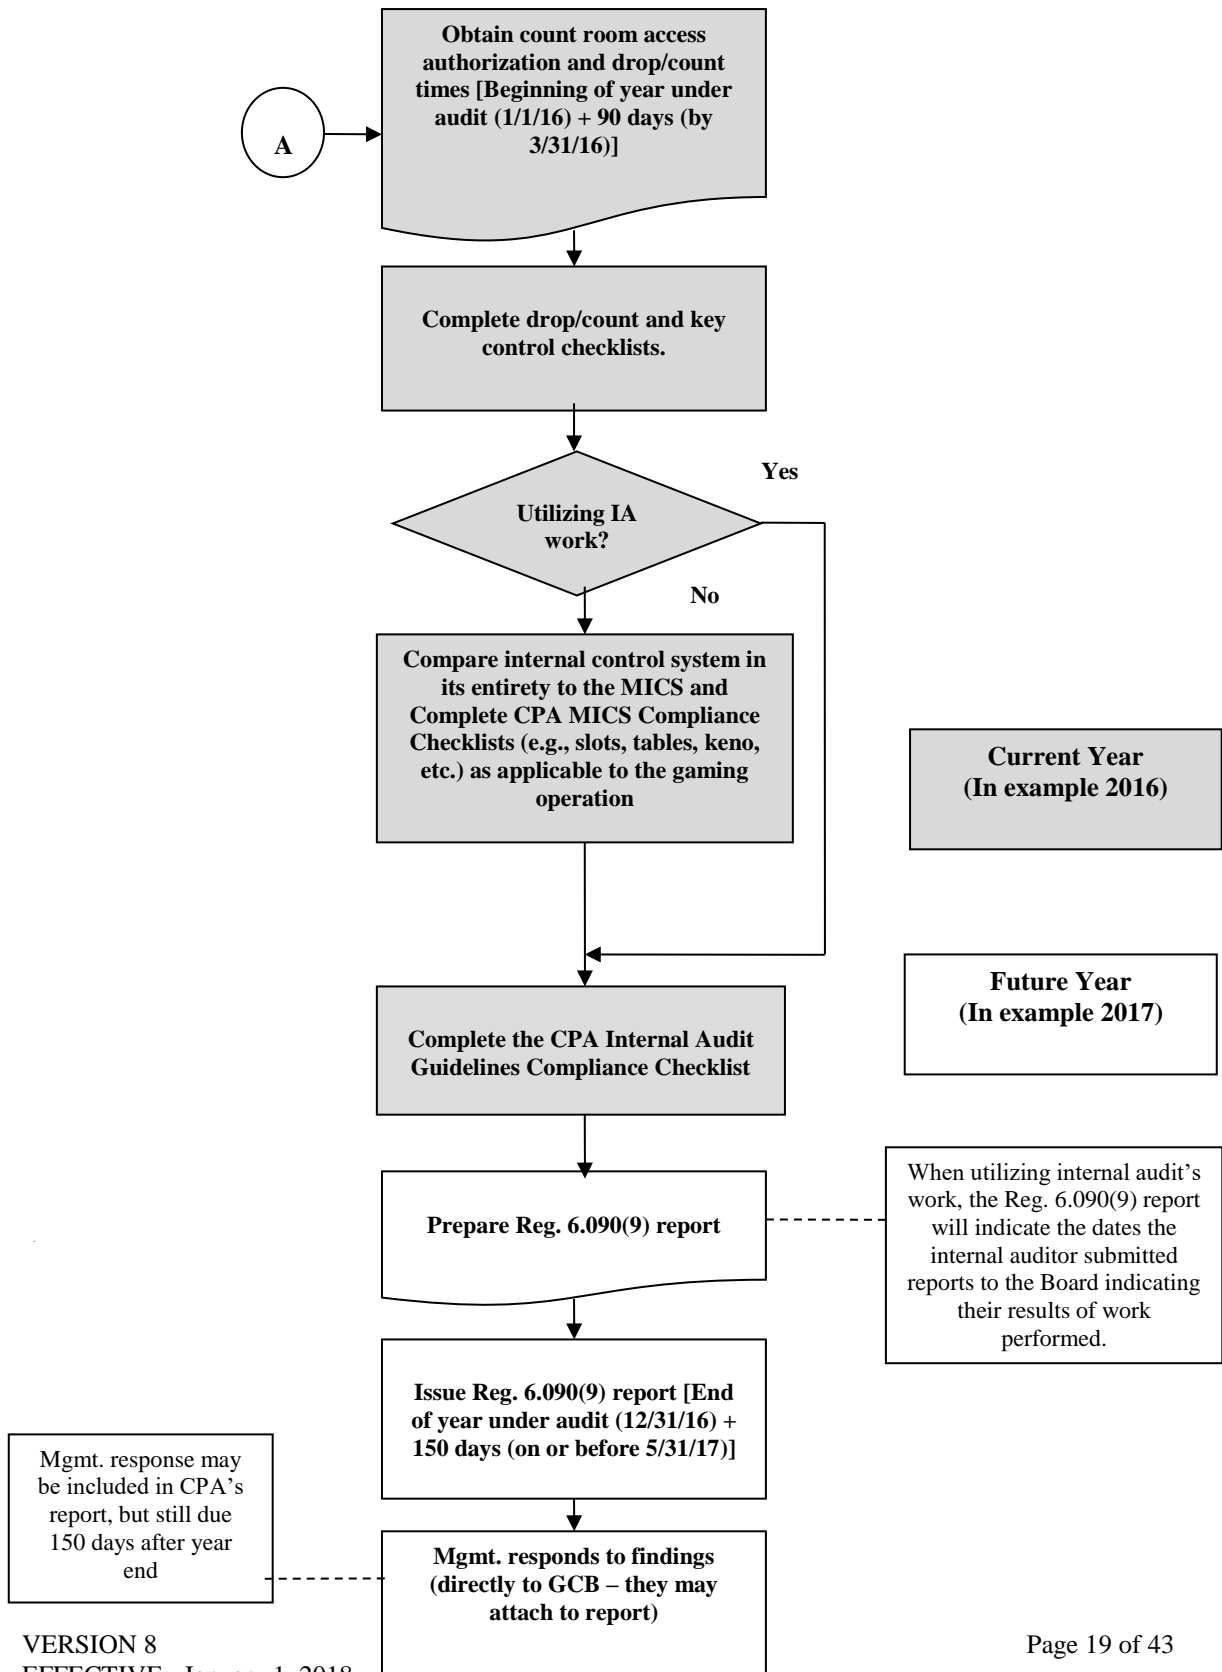 Obtain count room access
authorization and drop/count
times [Beginning of year under
audit (1/1/16) + 90 days (by
3/31/16)]
A
Complete drop/count and key
control checklists.
Yes
Utilizing IA
work?
No
Compare internal control system in
its entirety to the MICS and
Complete CPA MICS Compliance
Checklists (e.g., slots, tables, keno,
etc.) as applicable to the gaming
operation
Current Year
(In example 2016)
Future Year
(In example 2017)
Complete the CPA Internal Audit
Guidelines Compliance Checklist
Prepare Reg. 6.090(9) report
When utilizing internal audit’s
work, the Reg. 6.090(9) report
will indicate the dates the
internal auditor submitted
reports to the Board indicating
their results of work
performed.
Issue Reg. 6.090(9) report [End
of year under audit (12/31/16) +
150 days (on or before 5/31/17)]
Mgmt. response may
be included in CPA’s
report, but still due
150 days after year
end
Mgmt. responds to findings
(directly to GCB – they may
attach to report)
VERSION 8
Page 19 of 43
EFFECTIVE: January 1, 2018